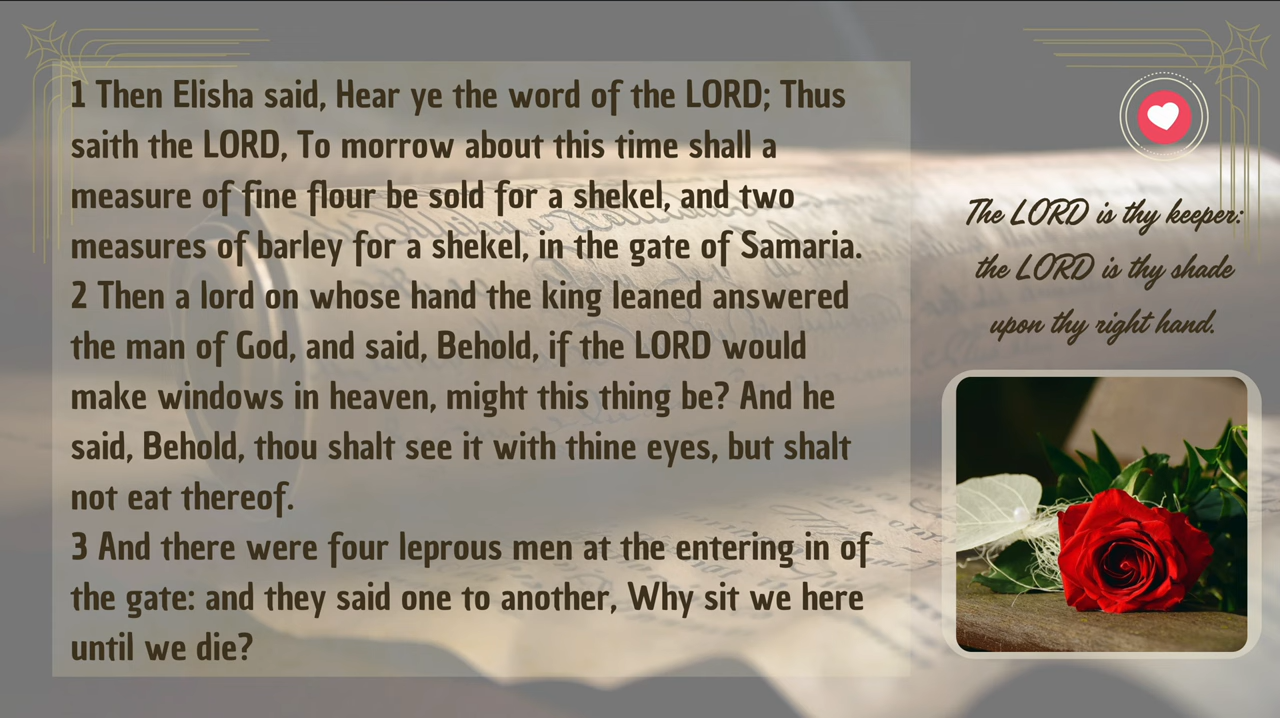 1 Then Elisha said, Hear ye the word of the LORD; Thus
saith the LORD, To morrow about this time shall a
measure of fine flour be sold for a shekel, and two
measures of barley for a shekel, in the gate of Samaria.
2 Then a lord on whose hand the king leaned answered
the man of God, and said, Behold, if the LORD would
make windows in heaven, might this thing be? And he
said, Behold, thou shalt see it with thine eyes, but shalt
not eat thereof.
3 And there were four leprous men at the entering in of
the gate: and they said one to another, Why sit we here
until we die?
The LORD is thy keeper:
the LORD is thy shade
upon thy right hand.